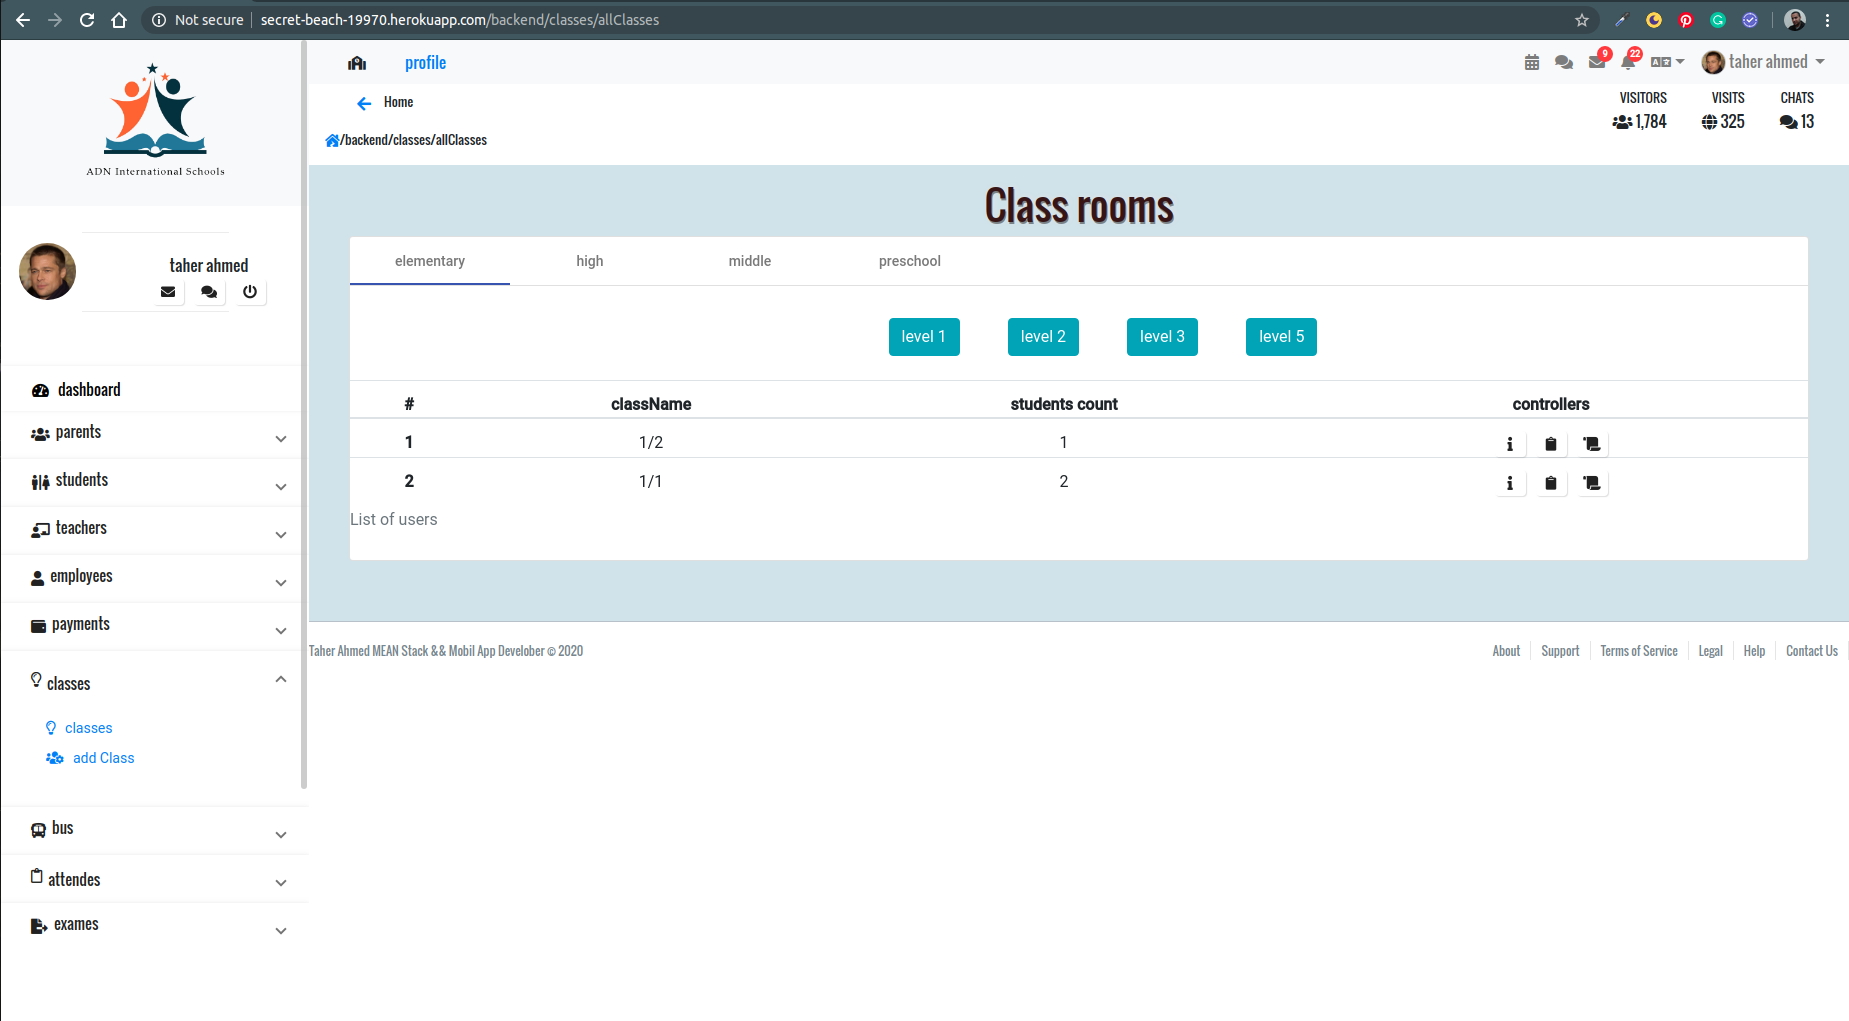 Not secure secret-beach-19970.herokuapp.com/backend/classes/allClasses
ADN International Schools
profile
9
22
taher ahmed
Home
VISITORS VISITS CHATS
1,784 325 13
/backend/classes/allClasses
taher ahmed
dashboard
parents
students
teachers
employees
payments
classes
classes
add Class
bus
attendes
exames
Class rooms
elementary high middle preschool
level 1 level 2 level 3 level 5
# className students count controllers
1 1/2 1
2 1/1 2
List of users
Taher Ahmed MEAN Stack && Mobil App Develober © 2020
About Support Terms of Service Legal Help Contact Us